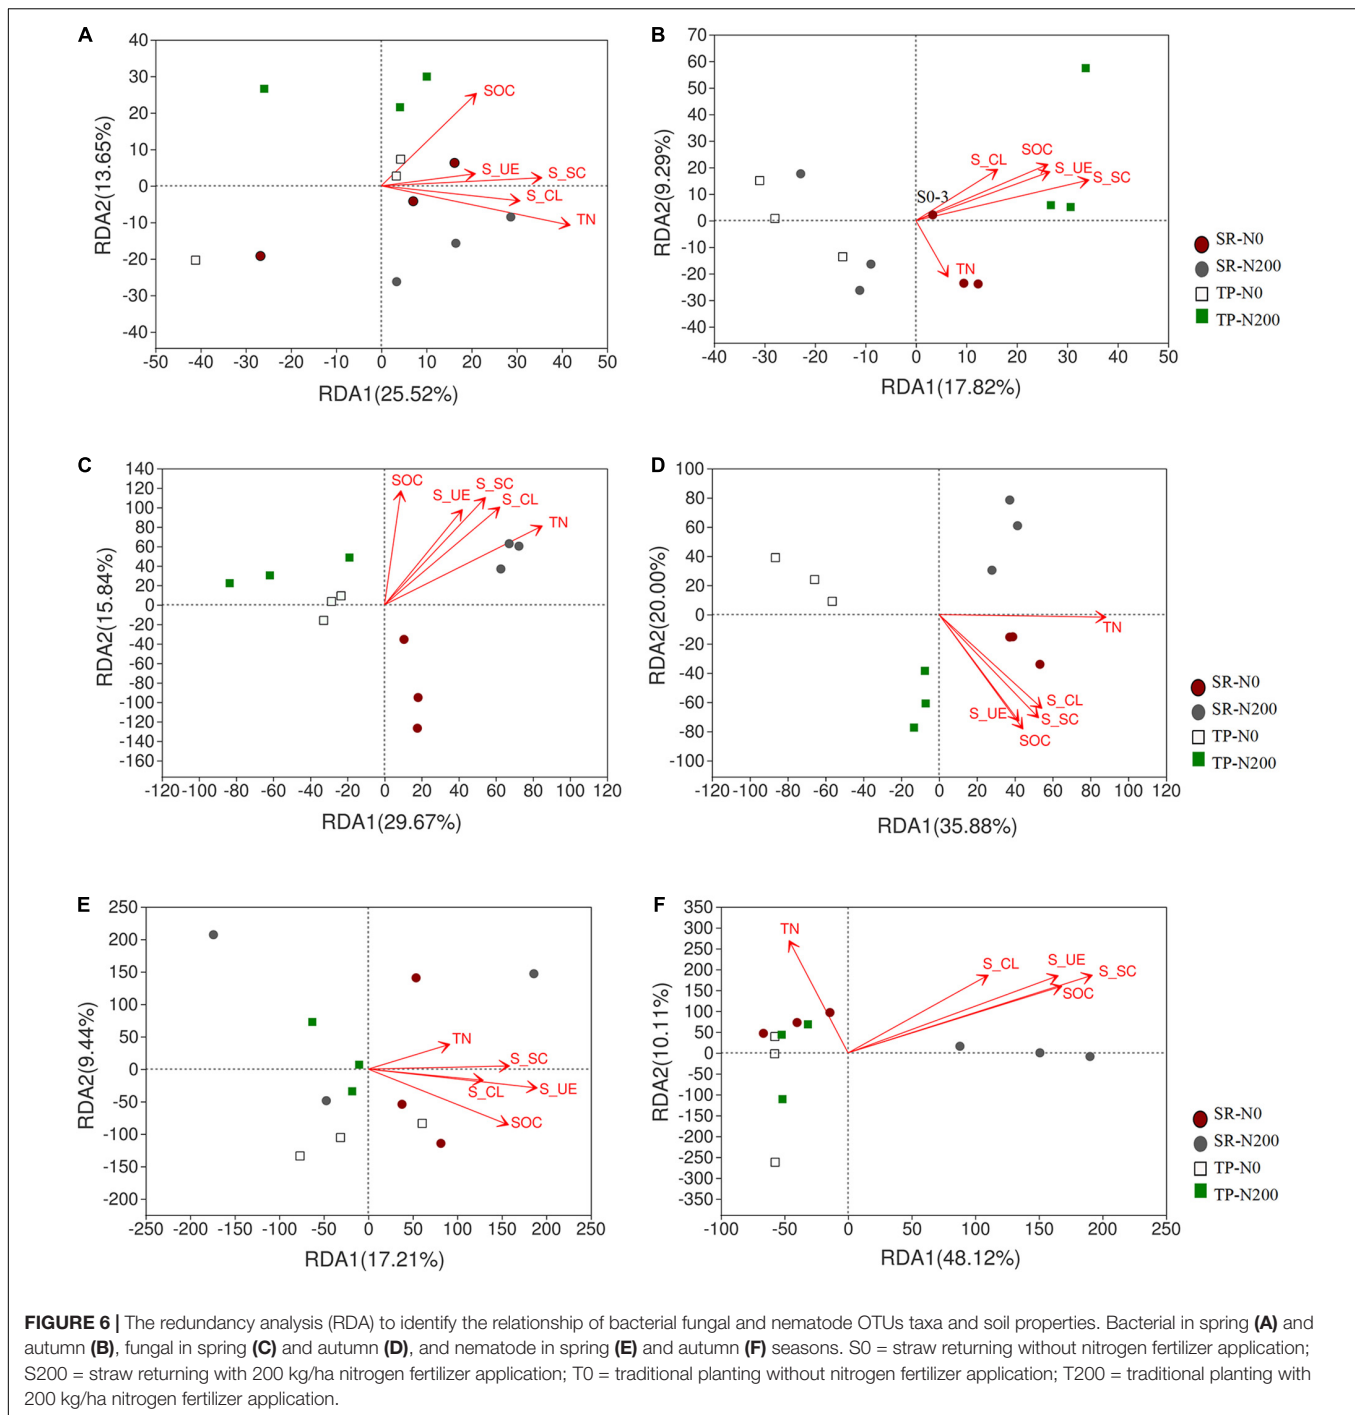 A
40
30
20
10
0
-10
-20
-30
-40
-50 -40 -30 -20 -10 0 10 20 30 40 50
RDA2(13.65%)
RDA1(25.52%)
SOC
S_UE
S_SC
S_CL
TN
B
70
60
50
40
30
20
10
0
-10
-20
-30
-40
-40 -30 -20 -10 0 10 20 30 40 50
RDA2(9.29%)
RDA1(17.82%)
SOC
S_CL
S_UE
S_SC
S0-3
TN
SR-N0
SR-N200
TP-N0
TP-N200
C
140
120
100
80
60
40
20
0
-20
-40
-60
-80
-100
-120
-140
-160
-120 -100 -80 -60 -40 -20 0 20 40 60 80 100 120
RDA2(15.84%)
RDA1(29.67%)
SOC
S_SC
S_UE
S_CL
TN
D
100
80
60
40
20
0
-20
-40
-60
-80
-100
-120 -100 -80 -60 -40 -20 0 20 40 60 80 100 120
RDA2(20.00%)
RDA1(35.88%)
TN
S_CL
S_UE
S_SC
SOC
SR-N0
SR-N200
TP-N0
TP-N200
E
250
200
150
100
50
0
-50
-100
-150
-200
-250 -200 -150 -100 -50 0 50 100 150 200 250
RDA2(9.44%)
RDA1(17.21%)
TN
S_SC
S_CL
S_UE
SOC
F
350
300
250
200
150
100
50
0
-50
-100
-150
-200
-250
-300
-350
-100 -50 0 50 100 150 200 250
RDA2(10.11%)
RDA1(48.12%)
TN
S_CL
S_UE
S_SC
SOC
SR-N0
SR-N200
TP-N0
TP-N200
FIGURE 6 | The redundancy analysis (RDA) to identify the relationship of bacterial fungal and nematode OTUs taxa and soil properties. Bacterial in spring (A) and
autumn (B), fungal in spring (C) and autumn (D), and nematode in spring (E) and autumn (F) seasons. S0 = straw returning without nitrogen fertilizer application;
S200 = straw returning with 200 kg/ha nitrogen fertilizer application; T0 = traditional planting without nitrogen fertilizer application; T200 = traditional planting with
200 kg/ha nitrogen fertilizer application.